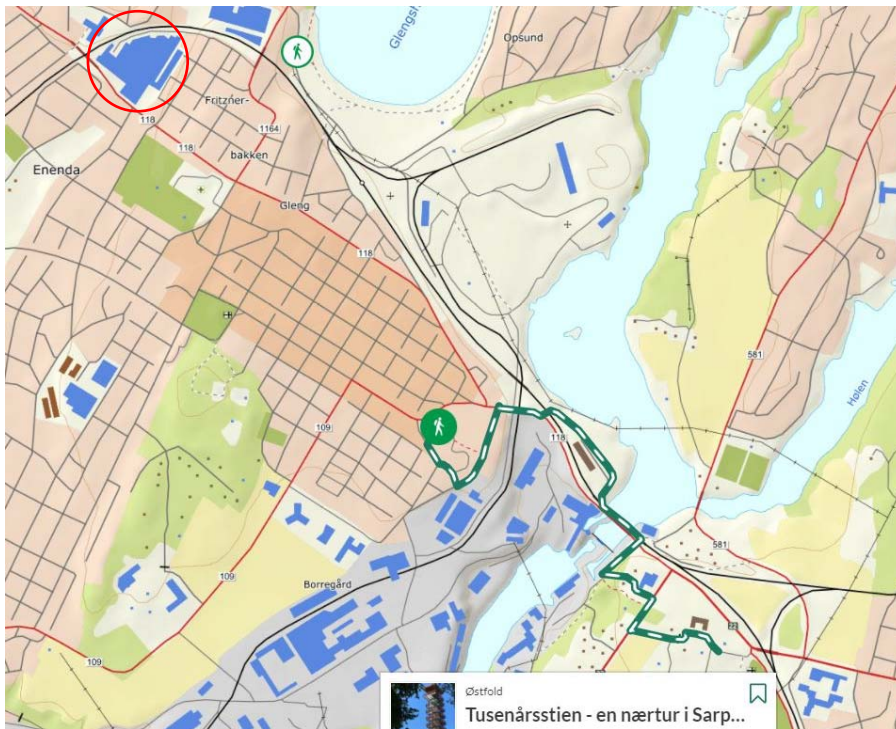 Glengsh
Opsund
Fritzner-
bakken
1164
118
118
Enenda
Gleng
118
581
Hølen
109
118
581
109
Borregård
109
Østfold
Tusenårsstien - en nærtur i Sarp...